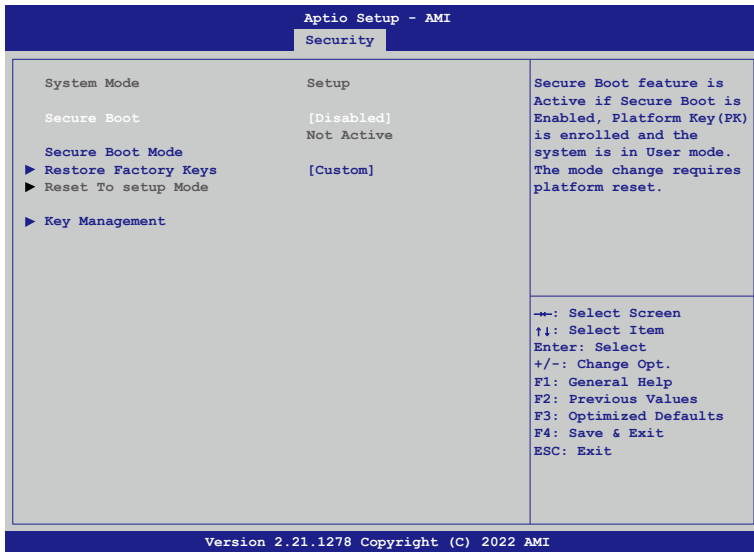 Aptio Setup - AMI
Security
System Mode Setup
Secure Boot [Disabled]
Not Active
Secure Boot Mode
▶ Restore Factory Keys [Custom]
▶ Reset To setup Mode
▶ Key Management
Secure Boot feature is
Active if Secure Boot is
Enabled, Platform Key(PK)
is enrolled and the
system is in User mode.
The mode change requires
platform reset.
→←: Select Screen
↑↓: Select Item
Enter: Select
+/-: Change Opt.
F1: General Help
F2: Previous Values
F3: Optimized Defaults
F4: Save & Exit
ESC: Exit
Version 2.21.1278 Copyright (C) 2022 AMI